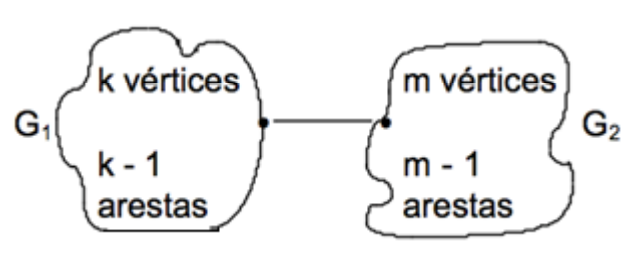 G₁
k vértices
k - 1
arestas
m vértices
m - 1
arestas
G₂